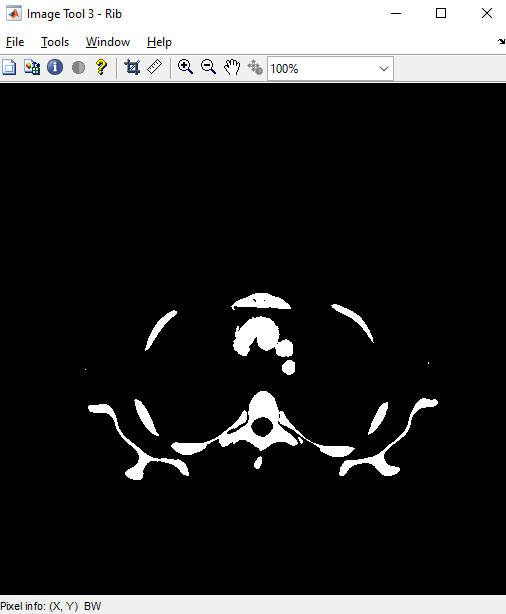 Image Tool 3 - Rib
File Tools Window Help
100%
Pixel info: (X, Y) BW